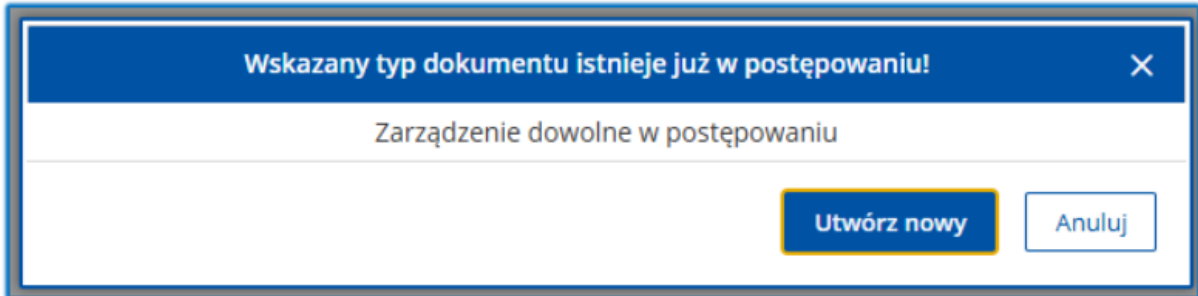 Wskazany typ dokumentu istnieje już w postępowaniu!
Zarządzenie dowolne w postępowaniu
Utwórz nowy Anuluj